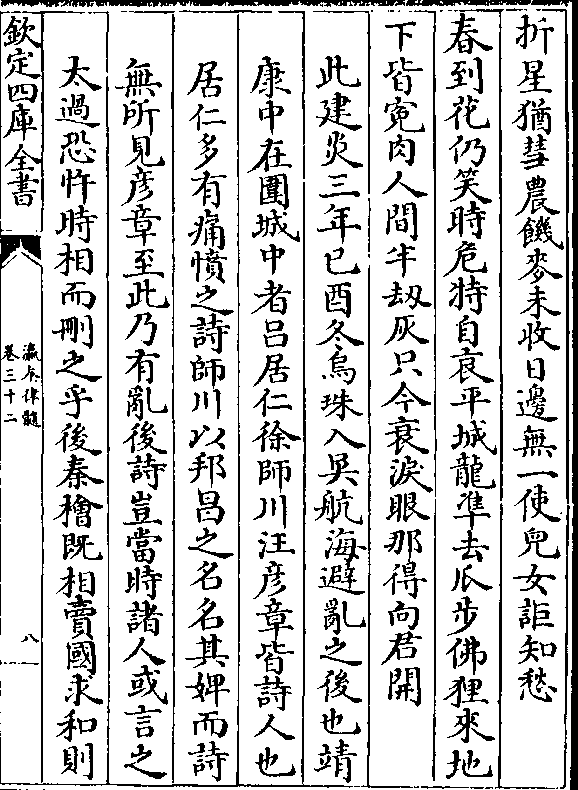 折星猶彗農饑麥未收日邊無一使兒女詎知愁
春到花仍笑時危特自哀平城龍準去瓜步佛狸來地
下皆寃肉人間半刼灰只今衰淚眼那得向君開
此建炎三年己酉冬烏珠入吳航海避亂之後也靖
康中在圍城中者呂居仁徐師川汪彦章皆詩人也
居仁多有痛憤之詩師川以邦昌之名名其婢而詩
無所見彦章至此乃有亂後詩豈當時諸人或言之
太過恐忤時相而刪之乎後秦檜既相賣國求和則
欽定四庫全書
瀛奎律髓
卷三十二
八